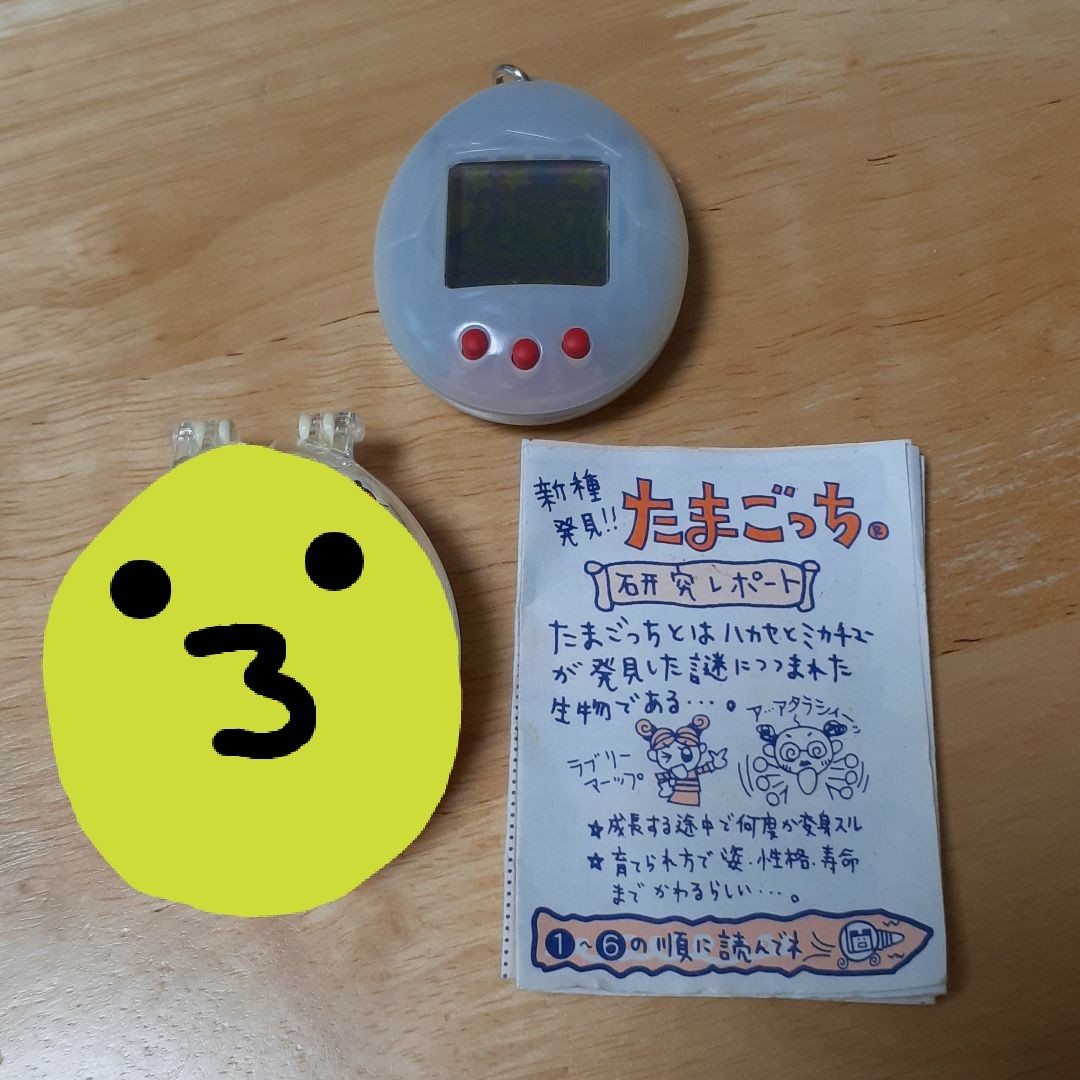 新種
発見!! たまごっち®
研究レポート
たまごっちとはハカセとミカチュー
が発見した謎につつまれた
生物である…。
ア…アタラシィー
ラブリー
マーップ
☆成長する途中で何度か変身スル
☆育てられ方で姿・性格・寿命
までかわるらしい…。
①~⑥の順に読んでネ